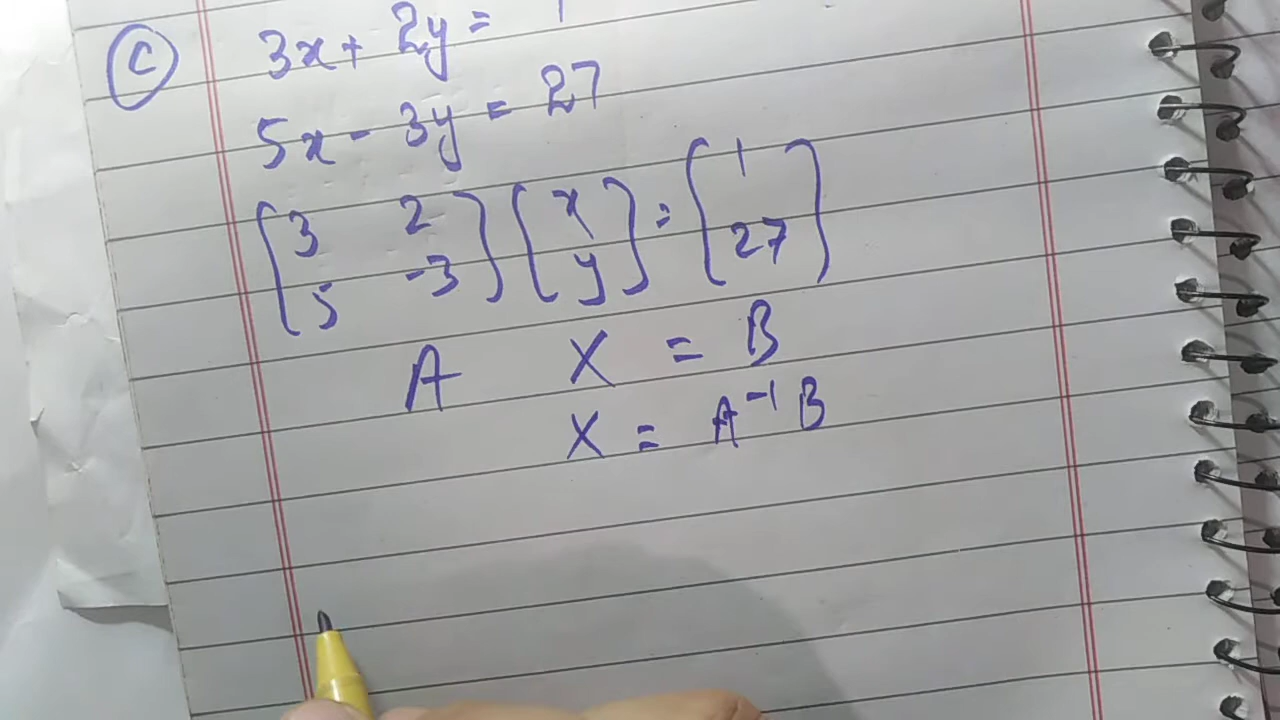 (C) 3x + 2y = 1
5x - 3y = 27
[3 2
5 -3] [x
y] = [1
27]
A X = B
X = A⁻¹ B